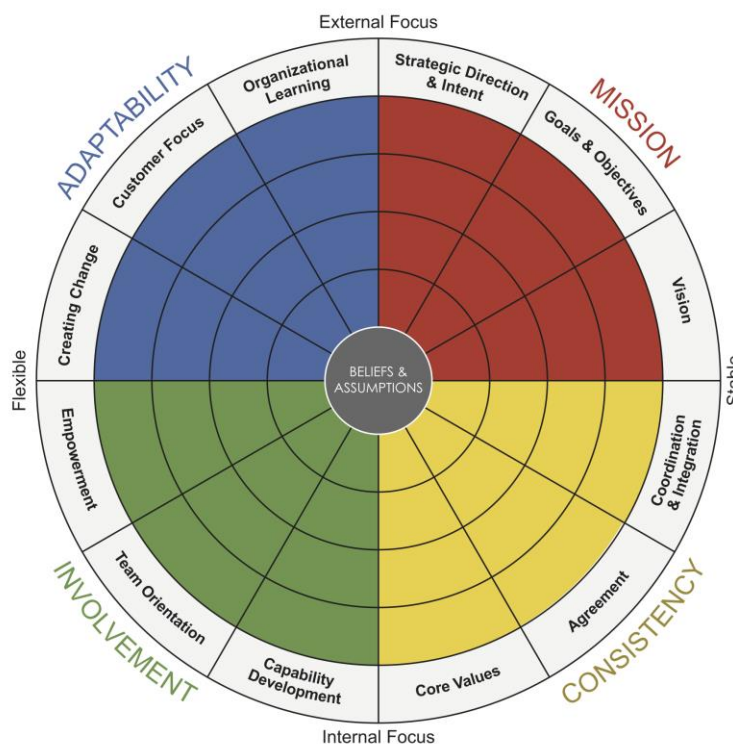 External Focus
ADAPTABILITY
MISSION
Organizational
Learning
Strategic Direction
& Intent
Customer Focus
Goals & Objectives
Creating Change
Vision
Flexible
BELIEFS &
ASSUMPTIONS
Stable
Empowerment
Coordination
& Integration
Team Orientation
Agreement
Capability
Development
Core Values
INVOLVEMENT
CONSISTENCY
Internal Focus